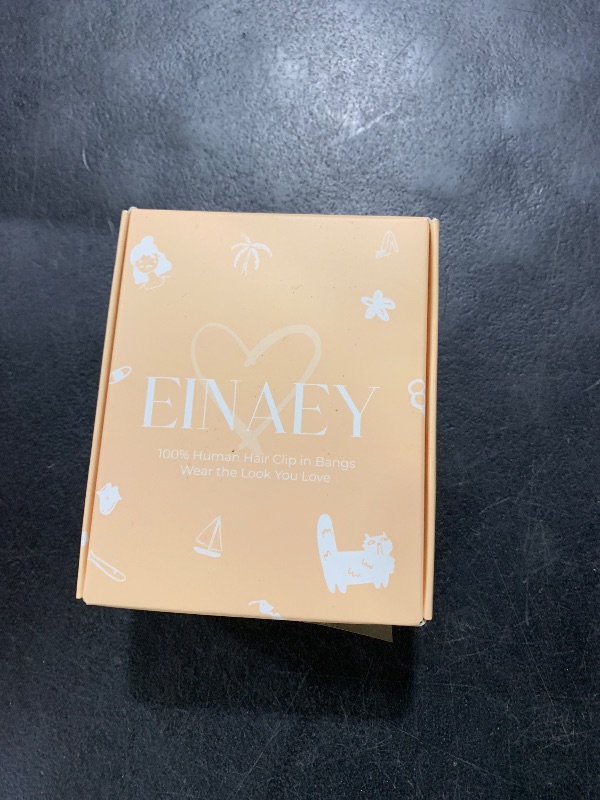 EINAEY
100% Human Hair Clip in Bangs
Wear the Look You Love